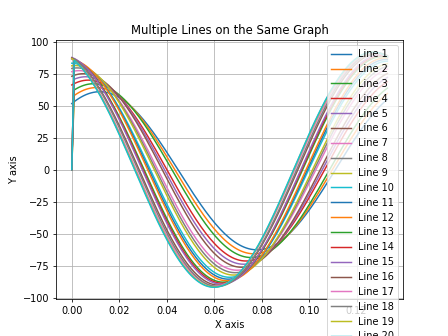 Multiple Lines on the Same Graph
100
75
50
25
0
−25
−50
−75
−100
Y axis
0.00
0.02
0.04
0.06
0.08
0.10
X axis
Line 1
Line 2
Line 3
Line 4
Line 5
Line 6
Line 7
Line 8
Line 9
Line 10
Line 11
Line 12
Line 13
Line 14
Line 15
Line 16
Line 17
Line 18
Line 19